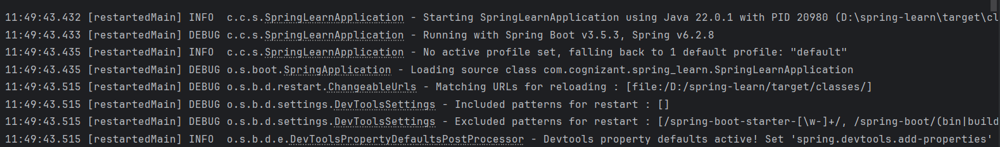 11:49:43.432 [restartedMain] INFO  c.c.s.SpringLearnApplication - Starting SpringLearnApplication using Java 22.0.1 with PID 20980 (D:\spring-learn\target\cl
11:49:43.433 [restartedMain] DEBUG c.c.s.SpringLearnApplication - Running with Spring Boot v3.5.3, Spring v6.2.8
11:49:43.435 [restartedMain] INFO  c.c.s.SpringLearnApplication - No active profile set, falling back to 1 default profile: "default"
11:49:43.435 [restartedMain] DEBUG o.s.boot.SpringApplication - Loading source class com.cognizant.spring_learn.SpringLearnApplication
11:49:43.515 [restartedMain] DEBUG o.s.b.d.restart.ChangeableUrls - Matching URLs for reloading : [file:/D:/spring-learn/target/classes/]
11:49:43.515 [restartedMain] DEBUG o.s.b.d.settings.DevToolsSettings - Included patterns for restart : []
11:49:43.515 [restartedMain] DEBUG o.s.b.d.settings.DevToolsSettings - Excluded patterns for restart : [/spring-boot-starter-[\w-]+/, /spring-boot/(bin|build
11:49:43.515 [restartedMain] INFO  o.s.b.d.e.DevToolsPropertyDefaultsPostProcessor - Devtools property defaults active! Set 'spring.devtools.add-properties'